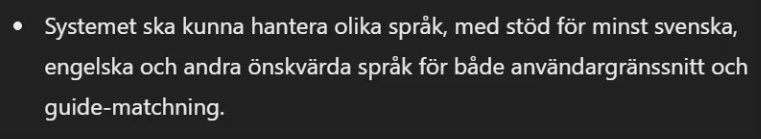 • Systemet ska kunna hantera olika språk, med stöd för minst svenska,
engelska och andra önskvärda språk för både användargränssnitt och
guide-matchning.